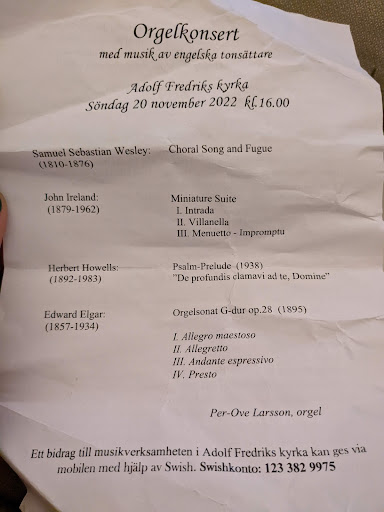 Orgelkonsert
med musik av engelska tonsättare
Adolf Fredriks kyrka
Söndag 20 november 2022 kl.16.00
Samuel Sebastian Wesley: Choral Song and Fugue
(1810-1876)
John Ireland: Miniature Suite
(1879-1962) I. Intrada
II. Villanella
III. Menuetto - Impromptu
Herbert Howells: Psalm-Prelude (1938)
(1892-1983) "De profundis clamavi ad te, Domine"
Edward Elgar: Orgelsonat G-dur op.28 (1895)
(1857-1934)
I. Allegro maestoso
II. Allegretto
III. Andante espressivo
IV. Presto
Per-Ove Larsson, orgel
Ett bidrag till musikverksamheten i Adolf Fredriks kyrka kan ges via
mobilen med hjälp av Swish. Swishkonto: 123 382 9975